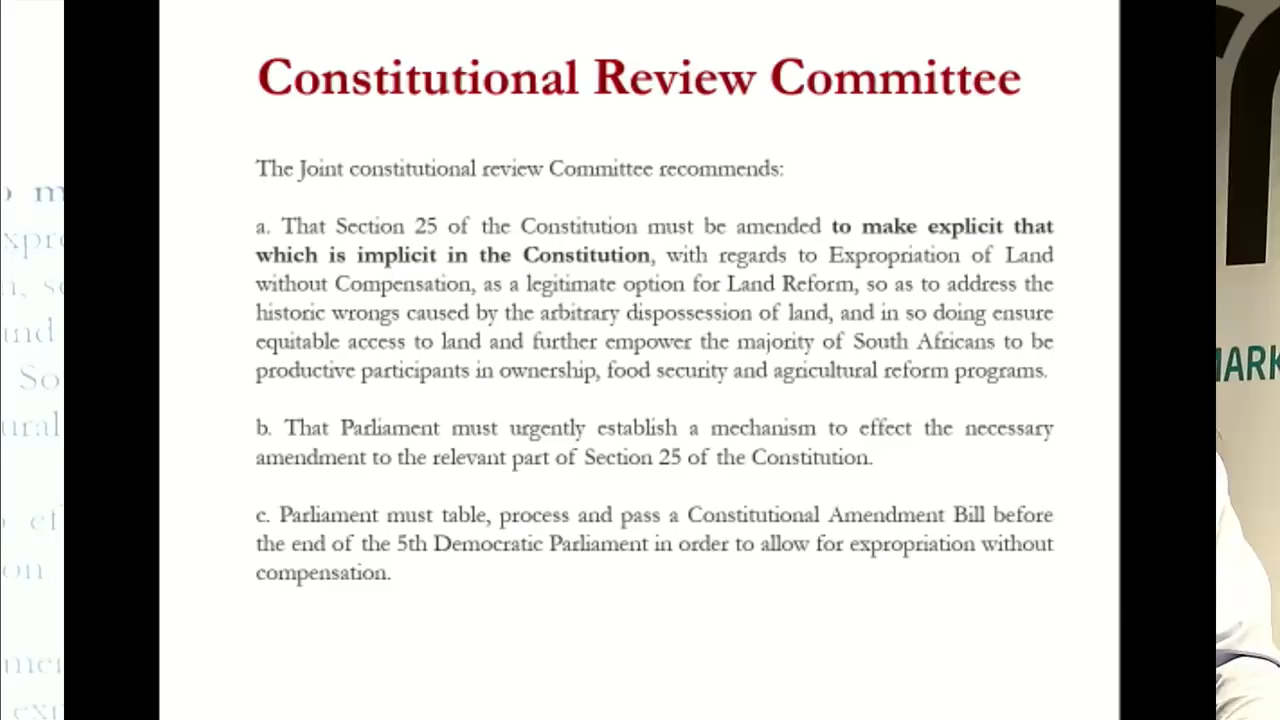 Constitutional Review Committee
The Joint constitutional review Committee recommends:
a. That Section 25 of the Constitution must be amended to make explicit that
which is implicit in the Constitution, with regards to Expropriation of Land
without Compensation, as a legitimate option for Land Reform, so as to address the
historic wrongs caused by the arbitrary dispossession of land, and in so doing ensure
equitable access to land and further empower the majority of South Africans to be
productive participants in ownership, food security and agricultural reform programs.
b. That Parliament must urgently establish a mechanism to effect the necessary
amendment to the relevant part of Section 25 of the Constitution.
c. Parliament must table, process and pass a Constitutional Amendment Bill before
the end of the 5th Democratic Parliament in order to allow for expropriation without
compensation.